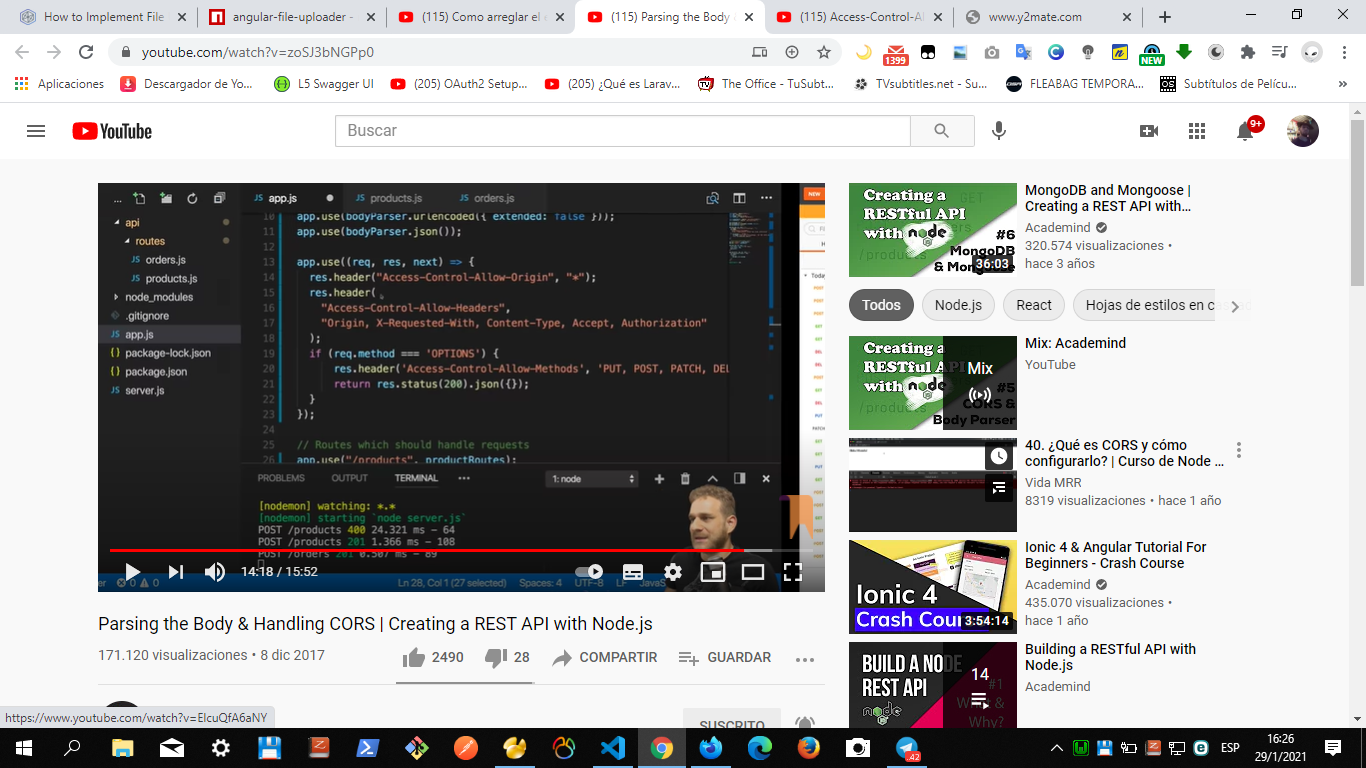 How to Implement File
angular-file-uploader -
(115) Como arreglar el
(115) Parsing the Body
(115) Access-Control-Al
www.y2mate.com
youtube.com/watch?v=zoSJ3bNGPp0
1399
NEW
Aplicaciones
Descargador de Yo...
L5 Swagger UI
(205) OAuth2 Setup...
(205) ¿Qué es Larav...
The Office - TuSubt...
TVsubtitles.net - Su...
FLEABAG TEMPORA...
Subtítulos de Pelícu...
YouTube
Buscar
9+
app.js
products.js
orders.js
api
routes
orders.js
products.js
node_modules
.gitignore
app.js
package-lock.json
package.json
server.js
10 app.use(bodyParser.urlencoded({ extended: false }));
11 app.use(bodyParser.json());
12
13 app.use((req, res, next) => {
14 res.header("Access-Control-Allow-Origin", "*");
15 res.header(
16 "Access-Control-Allow-Headers",
17 "Origin, X-Requested-With, Content-Type, Accept, Authorization"
18 );
19 if (req.method === 'OPTIONS') {
20 res.header('Access-Control-Allow-Methods', 'PUT, POST, PATCH, DEL
21 return res.status(200).json({});
22 }
23 });
24
25 // Routes which should handle requests
26 app.use("/products", productRoutes);
PROBLEMS
OUTPUT
TERMINAL
1: node
[nodemon] watching: *.*
[nodemon] starting `node server.js`
POST /products 400 24.321 ms - 64
POST /products 201 1.366 ms - 108
POST /orders 201 0.507 ms - 89
14:18 / 15:52
Ln 28, Col 1 (27 selected)
Spaces: 4
UTF-8
LF
Parsing the Body & Handling CORS | Creating a REST API with Node.js
171.120 visualizaciones • 8 dic 2017
2490
28
COMPARTIR
GUARDAR
SUSCRITO
Creating a
RESTful API
with node
#6
MongoDB
& Mongoose
/products
36:03
MongoDB and Mongoose |
Creating a REST API with...
Academind
320.574 visualizaciones •
hace 3 años
Todos
Node.js
React
Hojas de estilos en cas
Creating a
RESTful API
with node
Mix
#5
CORS &
Body Parser
/products
Mix: Academind
YouTube
40. ¿Qué es CORS y cómo
configurarlo? | Curso de Node ...
Vida MRR
8319 visualizaciones • hace 1 año
Ionic 4
Crash Course
3:54:14
Ionic 4 & Angular Tutorial For
Beginners - Crash Course
Academind
435.070 visualizaciones •
hace 1 año
BUILD A NODE
REST API
node
14
#1
What &
Why?
Building a RESTful API with
Node.js
Academind
https://www.youtube.com/watch?v=ElcuQfA6aNY
42
ESP
16:26
29/1/2021